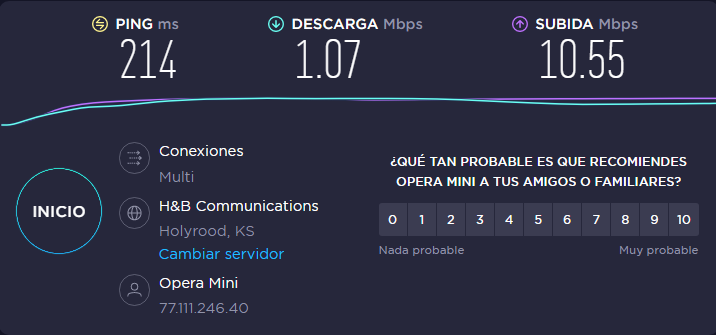 PING ms
214
DESCARGA Mbps
1.07
SUBIDA Mbps
10.55
INICIO
Conexiones
Multi
H&B Communications
Holyrood, KS
Cambiar servidor
Opera Mini
77.111.246.40
¿QUÉ TAN PROBABLE ES QUE RECOMIENDES
OPERA MINI A TUS AMIGOS O FAMILIARES?
0 1 2 3 4 5 6 7 8 9 10
Nada probable Muy probable